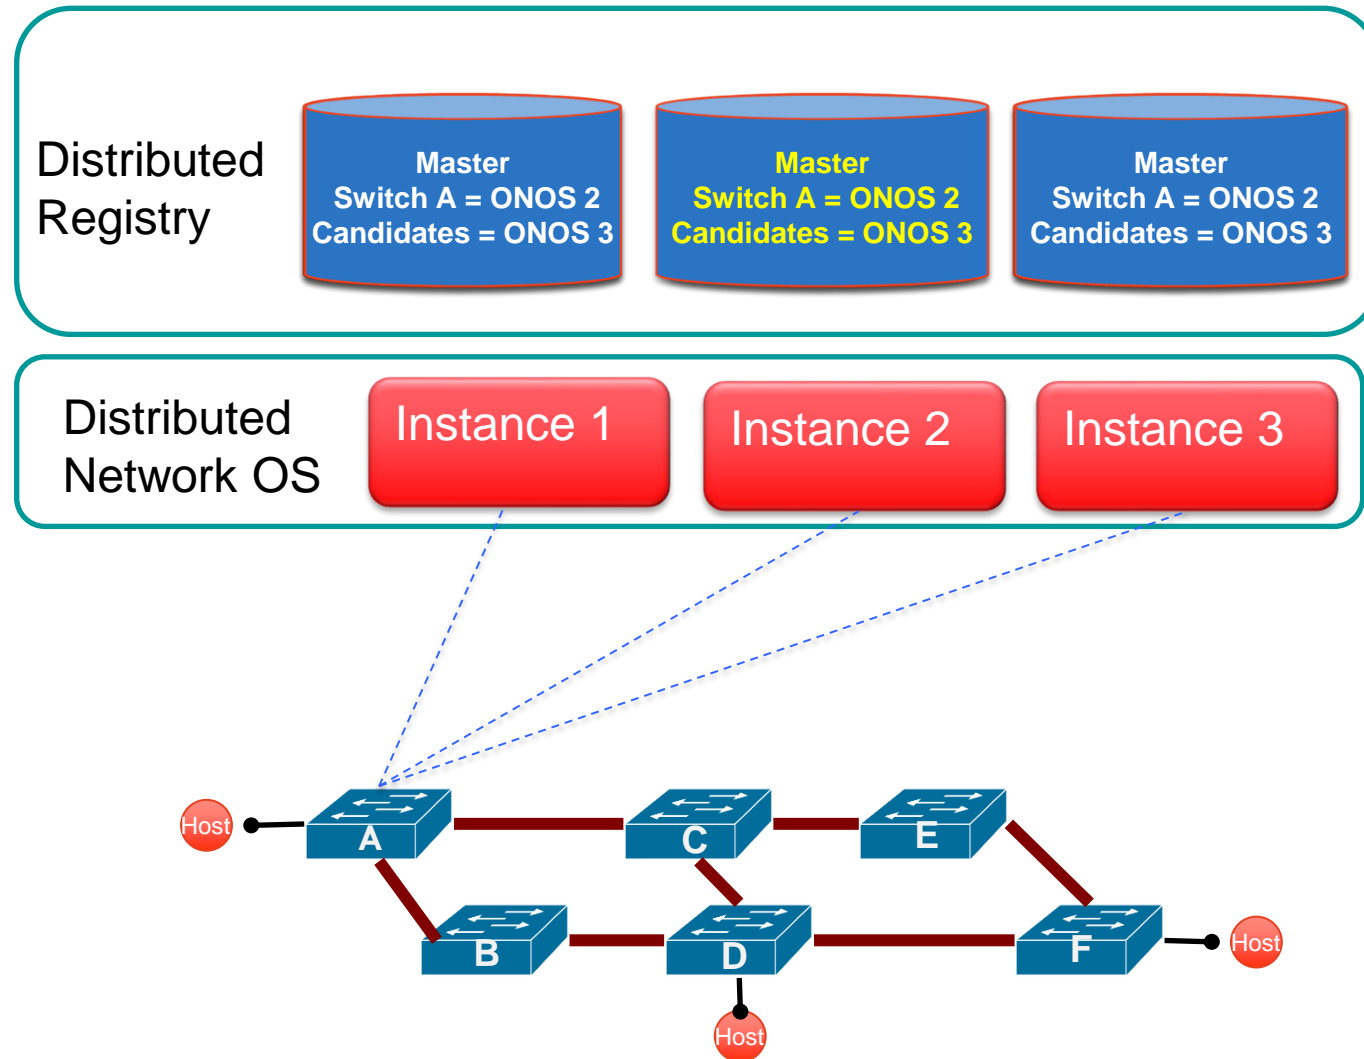 Distributed
Registry
Master
Switch A = ONOS 2
Candidates = ONOS 3
Master
Switch A = ONOS 2
Candidates = ONOS 3
Master
Switch A = ONOS 2
Candidates = ONOS 3
Distributed
Network OS
Instance 1
Instance 2
Instance 3
Host
A
C
E
B
D
F
Host
Host